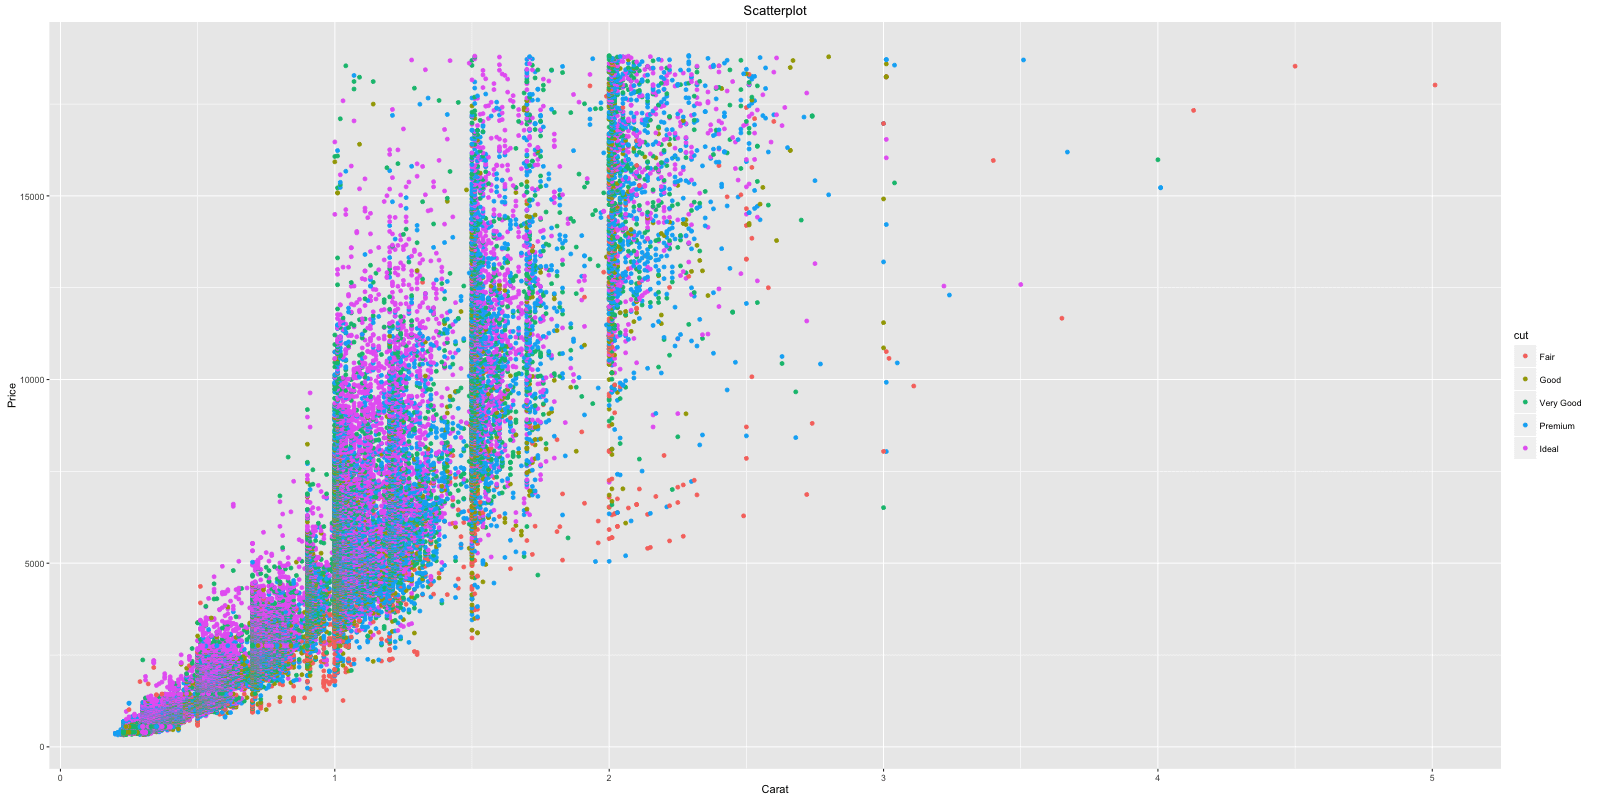 Scatterplot
Price
15000
10000
5000
0
0 1 2 3 4 5
Carat
cut
Fair
Good
Very Good
Premium
Ideal